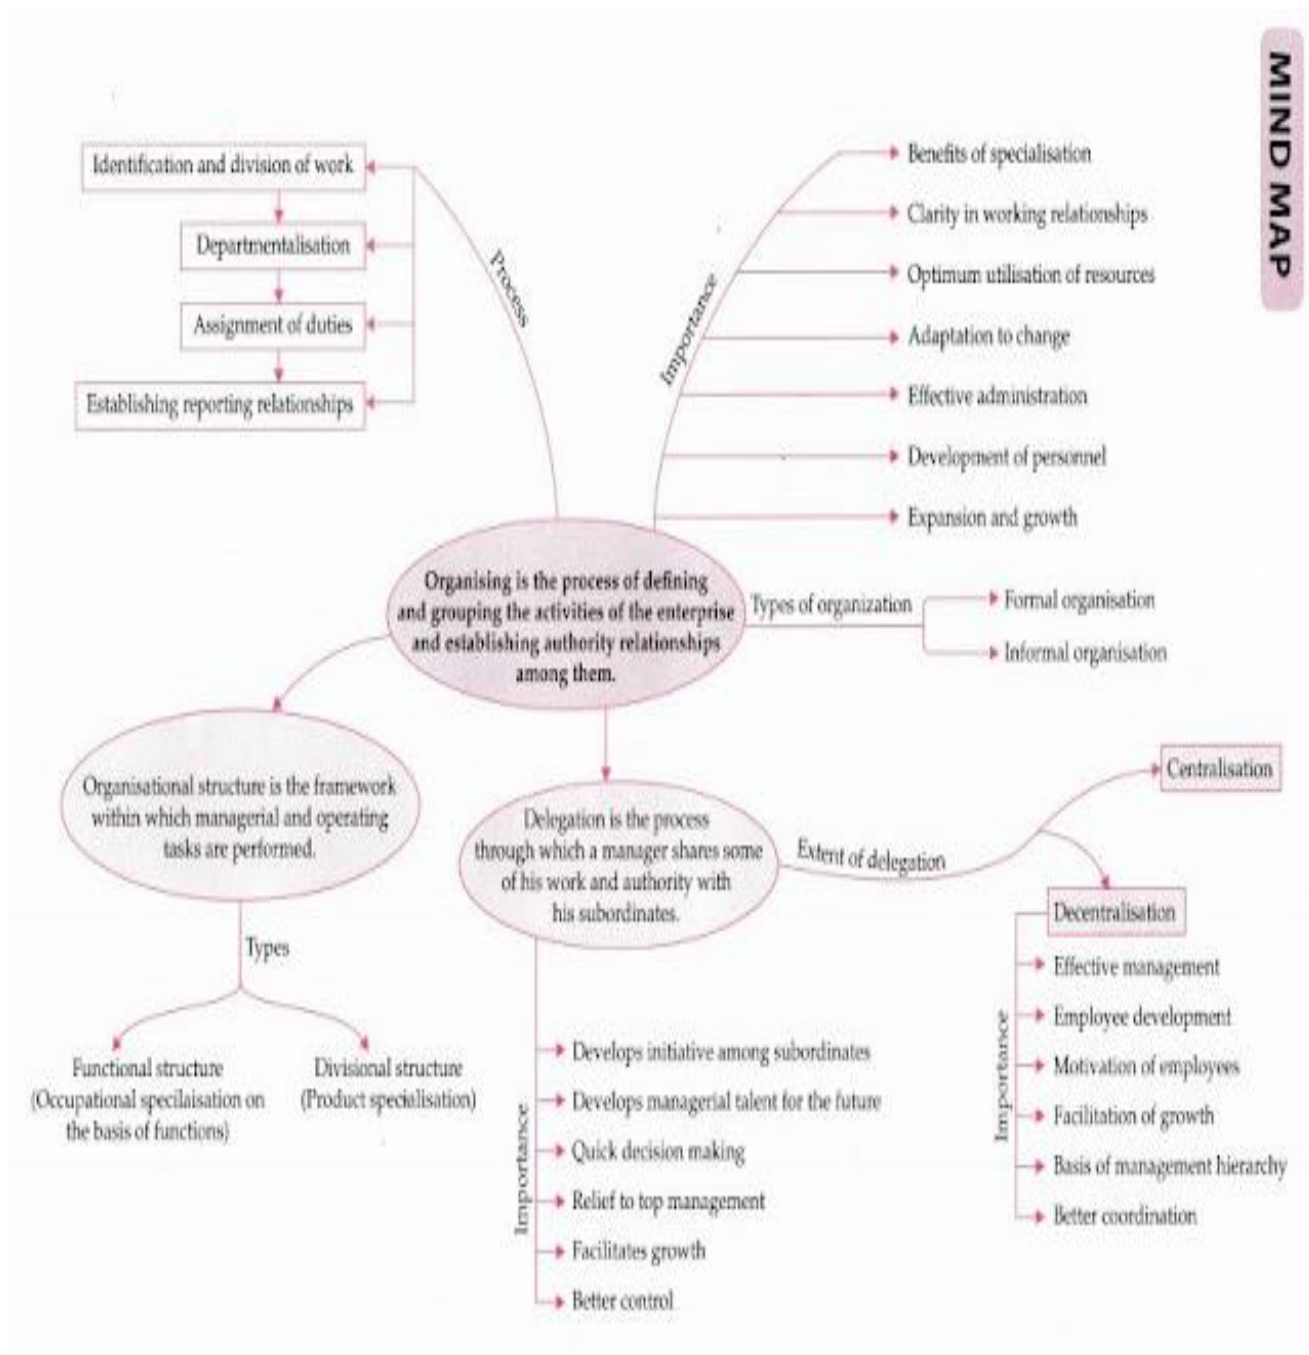 MIND MAP
Identification and division of work
Departmentalisation
Assignment of duties
Establishing reporting relationships
Process
Importance
Benefits of specialisation
Clarity in working relationships
Optimum utilisation of resources
Adaptation to change
Effective administration
Development of personnel
Expansion and growth
Organising is the process of defining
and grouping the activities of the enterprise
and establishing authority relationships
among them.
Types of organization
Formal organisation
Informal organisation
Organisational structure is the framework
within which managerial and operating
tasks are performed.
Types
Functional structure
(Occupational specilaisation on
the basis of functions)
Divisional structure
(Product specialisation)
Delegation is the process
through which a manager shares some
of his work and authority with
his subordinates.
Importance
Develops initiative among subordinates
Develops managerial talent for the future
Quick decision making
Relief to top management
Facilitates growth
Better control
Extent of delegation
Centralisation
Decentralisation
Importance
Effective management
Employee development
Motivation of employees
Facilitation of growth
Basis of management hierarchy
Better coordination